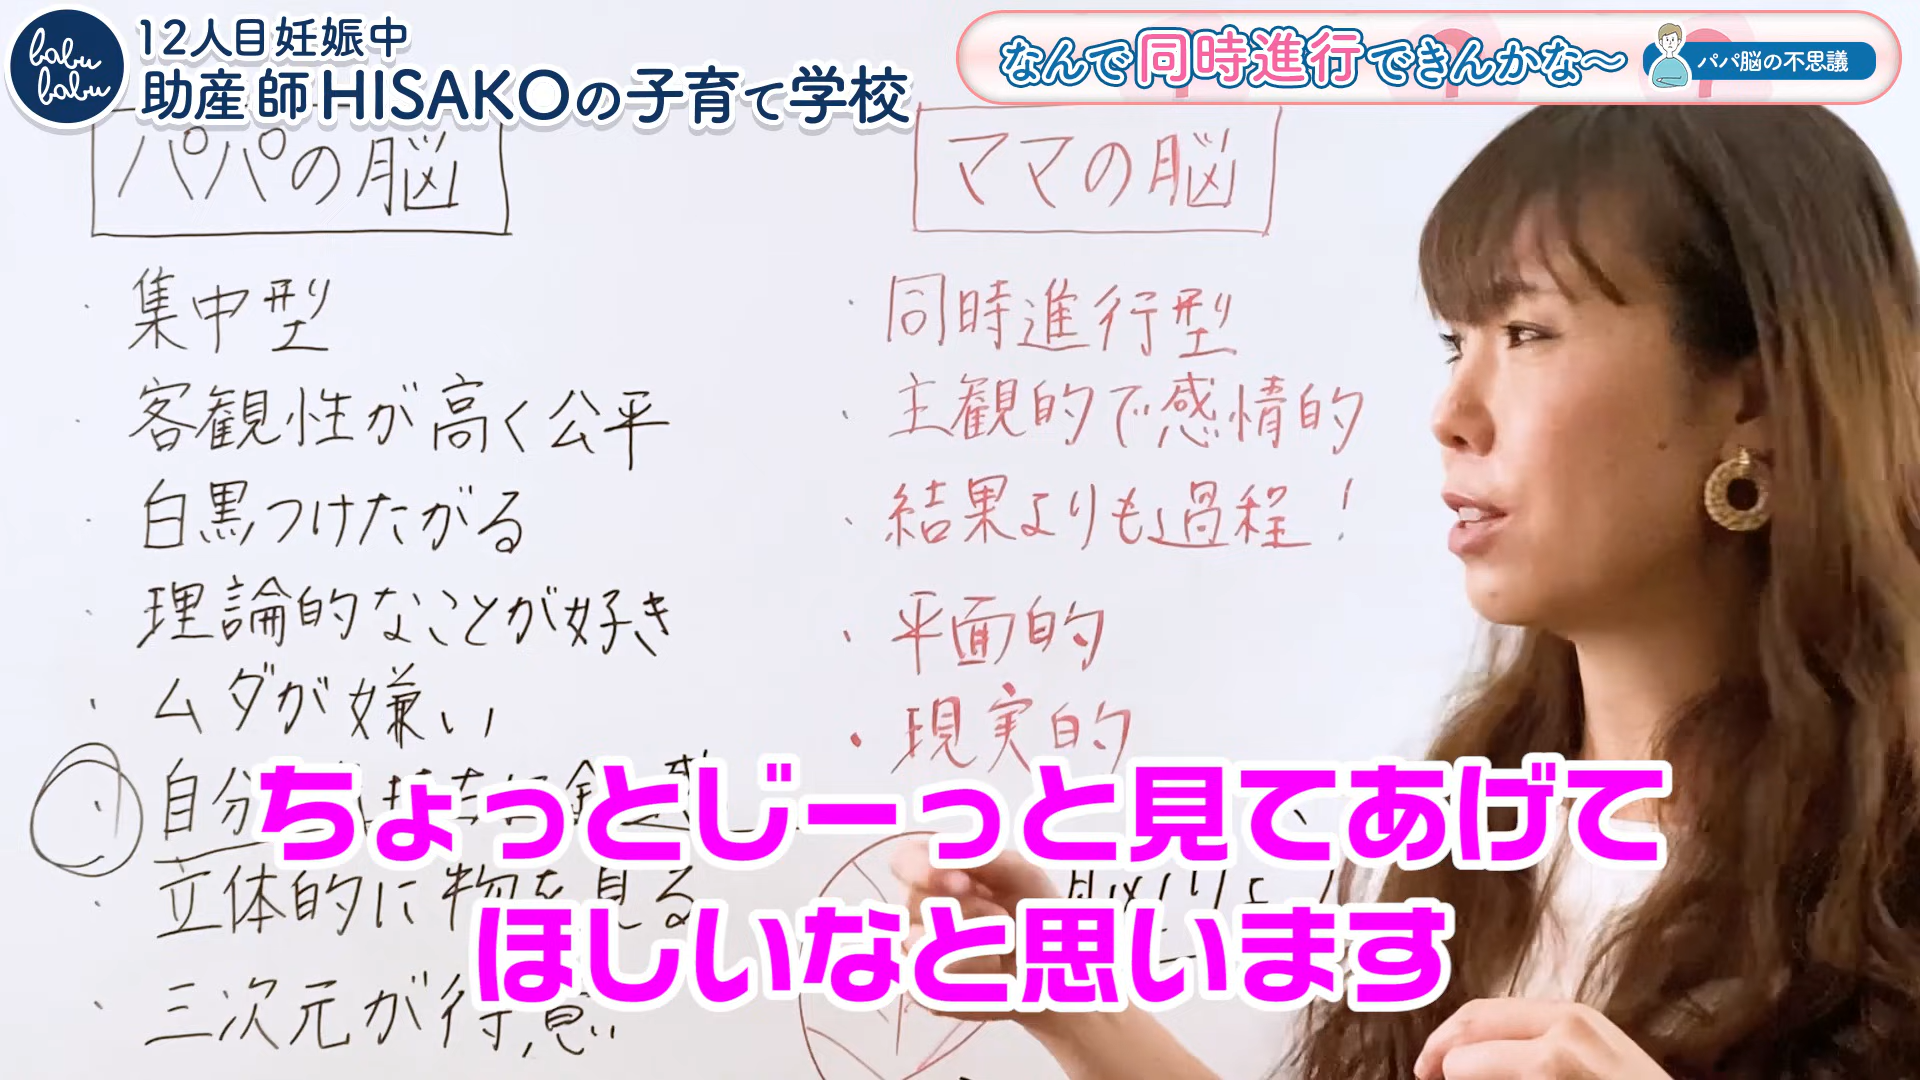 babu babu
12人目妊娠中
助産師HISAKOの子育て学校
なんで同時進行できんかな〜
パパ脳の不思議
パパの脳
・集中型
・客観性が高く公平
・白黒つけたがる
・理論的なことが好き
・ムダが嫌い
・自分
・立体的に物を見る
・三次元が得意
ママの脳
・同時進行型
・主観的で感情的
・結果よりも過程!
・平面的
・現実的
ちょっとじーっと見てあげて
ほしいなと思います